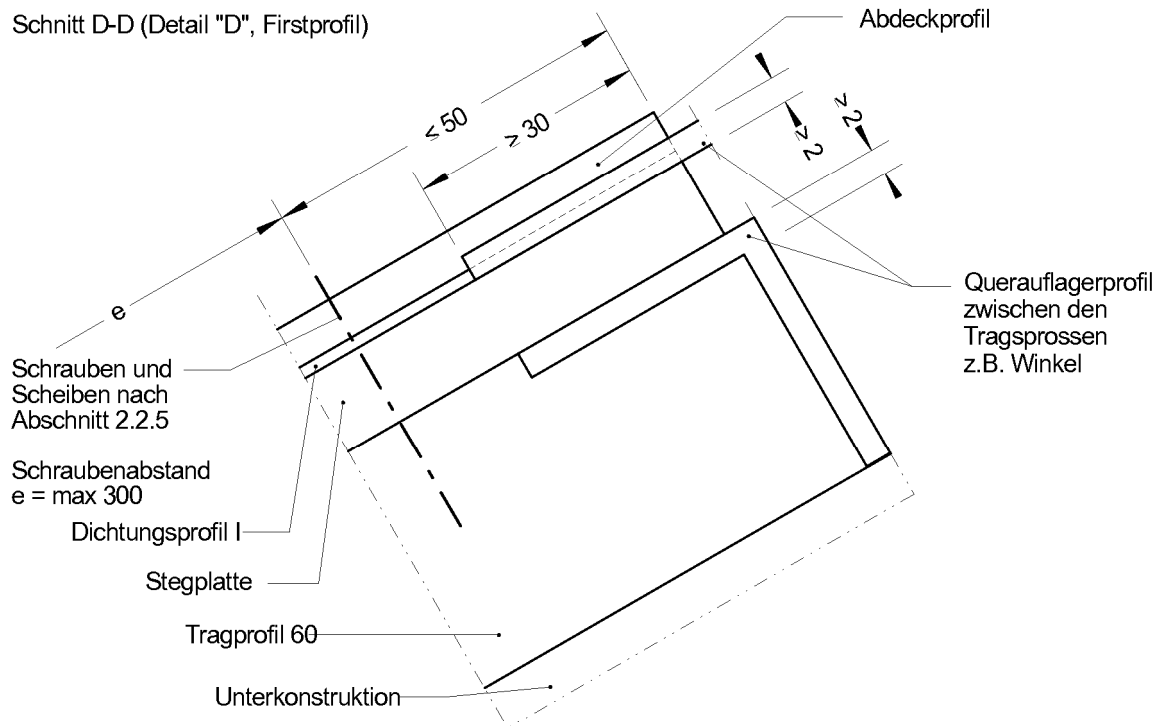 Schnitt D-D (Detail "D", Firstprofil)
Abdeckprofil
≤ 50
≥ 30
≥ 2
≥ 2
e
Querauflagerprofil
zwischen den
Tragsprossen
z.B. Winkel
Schrauben und
Scheiben nach
Abschnitt 2.2.5
Schraubenabstand
e = max 300
Dichtungsprofil I
Stegplatte
Tragprofil 60
Unterkonstruktion